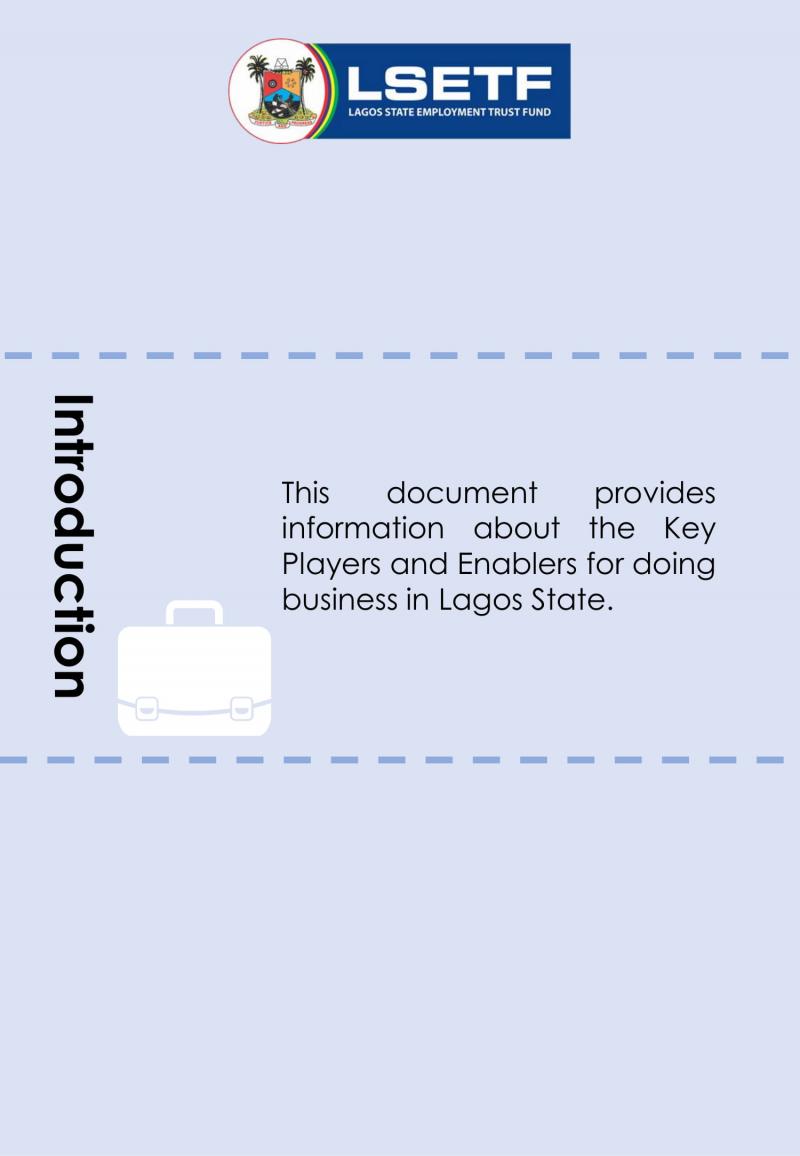 LSETF
LAGOS STATE EMPLOYMENT TRUST FUND
Introduction
This document provides
information about the Key
Players and Enablers for doing
business in Lagos State.